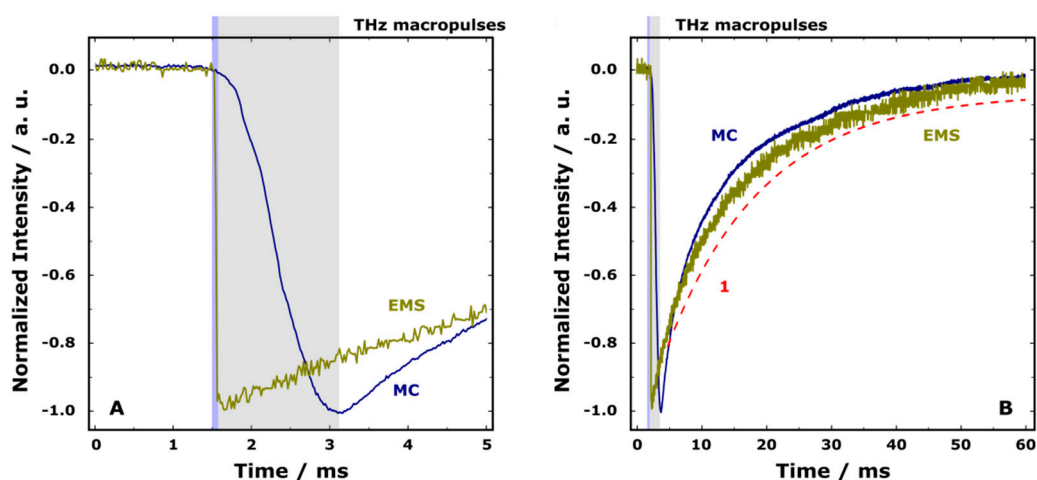 THz macropulses
THz macropulses
Normalized Intensity / a. u.
0.0
-0.2
-0.4
-0.6
-0.8
-1.0
EMS
MC
A
0
1
2
3
4
5
Time / ms
Normalized Intensity / a. u.
0.0
-0.2
-0.4
-0.6
-0.8
-1.0
MC
EMS
1
B
0
10
20
30
40
50
60
Time / ms